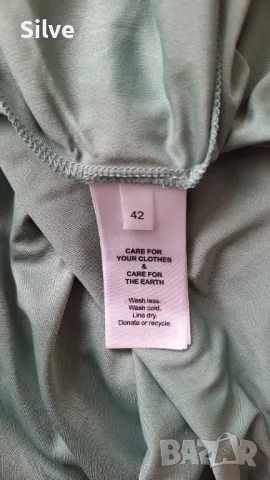 Silve
42
CARE FOR
YOUR CLOTHES
&
CARE FOR
THE EARTH
Wash less.
Wash cold.
Line dry.
Donate or recycle.
BAZAR